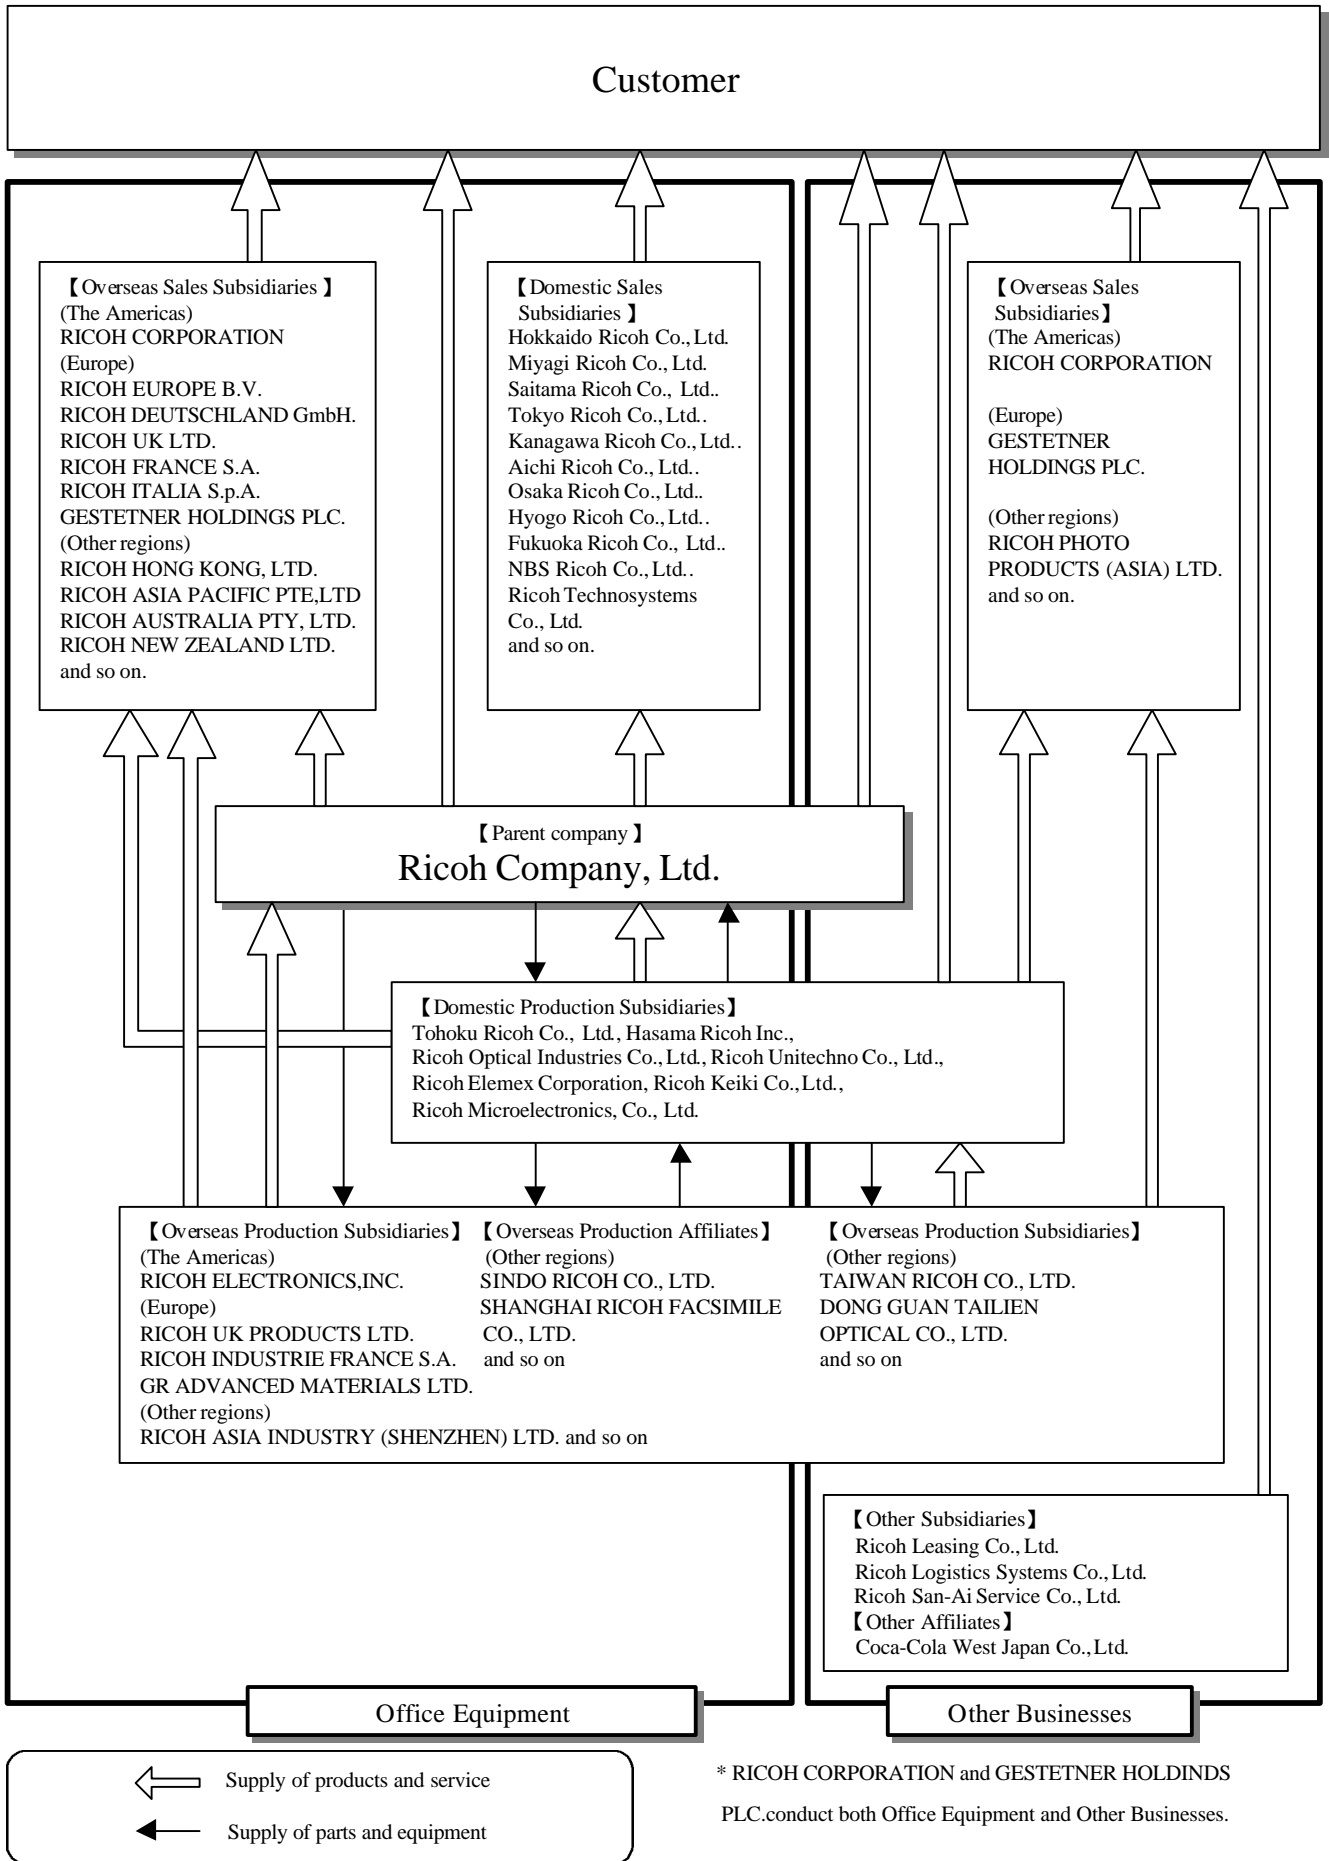 Customer
【Overseas Sales Subsidiaries】
(The Americas)
RICOH CORPORATION
(Europe)
RICOH EUROPE B.V.
RICOH DEUTSCHLAND GmbH.
RICOH UK LTD.
RICOH FRANCE S.A.
RICOH ITALIA S.p.A.
GESTETNER HOLDINGS PLC.
(Other regions)
RICOH HONG KONG, LTD.
RICOH ASIA PACIFIC PTE,LTD
RICOH AUSTRALIA PTY, LTD.
RICOH NEW ZEALAND LTD.
and so on.
【Domestic Sales
Subsidiaries】
Hokkaido Ricoh Co., Ltd.
Miyagi Ricoh Co., Ltd.
Saitama Ricoh Co., Ltd..
Tokyo Ricoh Co., Ltd..
Kanagawa Ricoh Co., Ltd..
Aichi Ricoh Co., Ltd..
Osaka Ricoh Co., Ltd..
Hyogo Ricoh Co., Ltd..
Fukuoka Ricoh Co., Ltd..
NBS Ricoh Co., Ltd..
Ricoh Technosystems
Co., Ltd.
and so on.
【Overseas Sales
Subsidiaries】
(The Americas)
RICOH CORPORATION
(Europe)
GESTETNER
HOLDINGS PLC.
(Other regions)
RICOH PHOTO
PRODUCTS (ASIA) LTD.
and so on.
【Parent company】
Ricoh Company, Ltd.
【Domestic Production Subsidiaries】
Tohoku Ricoh Co., Ltd., Hasama Ricoh Inc.,
Ricoh Optical Industries Co., Ltd., Ricoh Unitechno Co., Ltd.,
Ricoh Elemex Corporation, Ricoh Keiki Co., Ltd.,
Ricoh Microelectronics, Co., Ltd.
【Overseas Production Subsidiaries】
(The Americas)
RICOH ELECTRONICS,INC.
(Europe)
RICOH UK PRODUCTS LTD.
RICOH INDUSTRIE FRANCE S.A.
GR ADVANCED MATERIALS LTD.
(Other regions)
RICOH ASIA INDUSTRY (SHENZHEN) LTD. and so on
【Overseas Production Affiliates】
(Other regions)
SINDO RICOH CO., LTD.
SHANGHAI RICOH FACSIMILE
CO., LTD.
and so on
【Overseas Production Subsidiaries】
(Other regions)
TAIWAN RICOH CO., LTD.
DONG GUAN TAILIEN
OPTICAL CO., LTD.
and so on
【Other Subsidiaries】
Ricoh Leasing Co., Ltd.
Ricoh Logistics Systems Co., Ltd.
Ricoh San-Ai Service Co., Ltd.
【Other Affiliates】
Coca-Cola West Japan Co., Ltd.
Office Equipment
Other Businesses
Supply of products and service
Supply of parts and equipment
* RICOH CORPORATION and GESTETNER HOLDINDS
PLC.conduct both Office Equipment and Other Businesses.